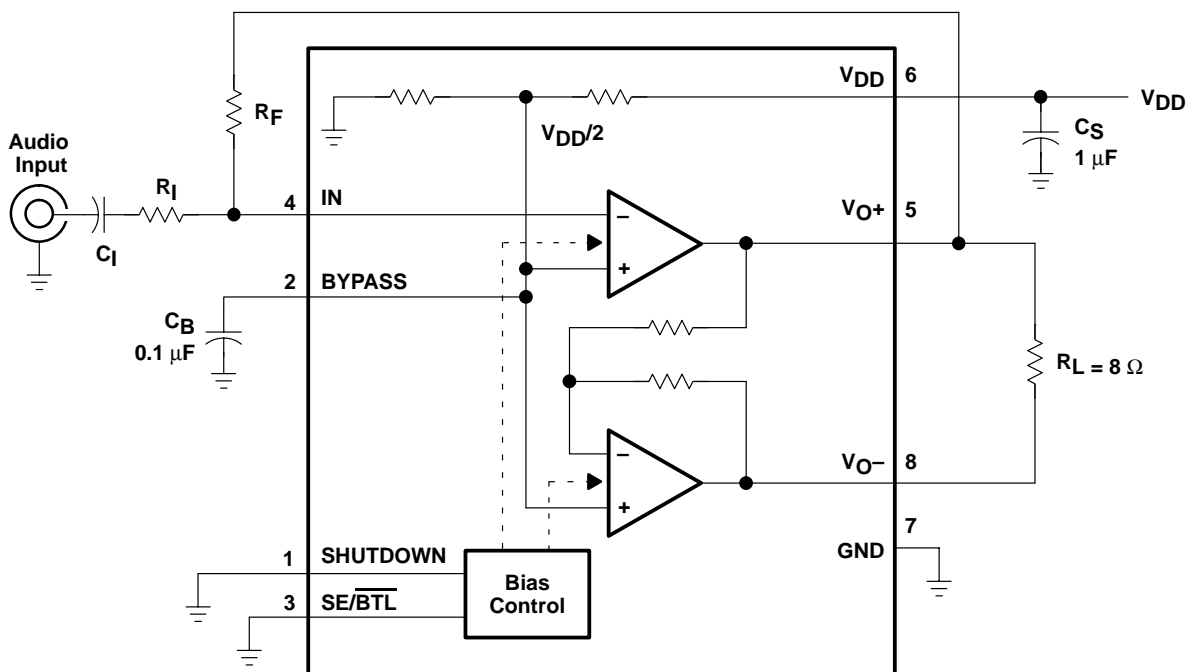 VDD
6
RF
VDD/2
VDD
CS
1 μF
Audio
Input
RI
CI
4
IN
–
+
VO+
5
2
BYPASS
CB
0.1 μF
RL = 8 Ω
–
+
VO–
8
7
GND
1
SHUTDOWN
3
SE/BTL
Bias
Control